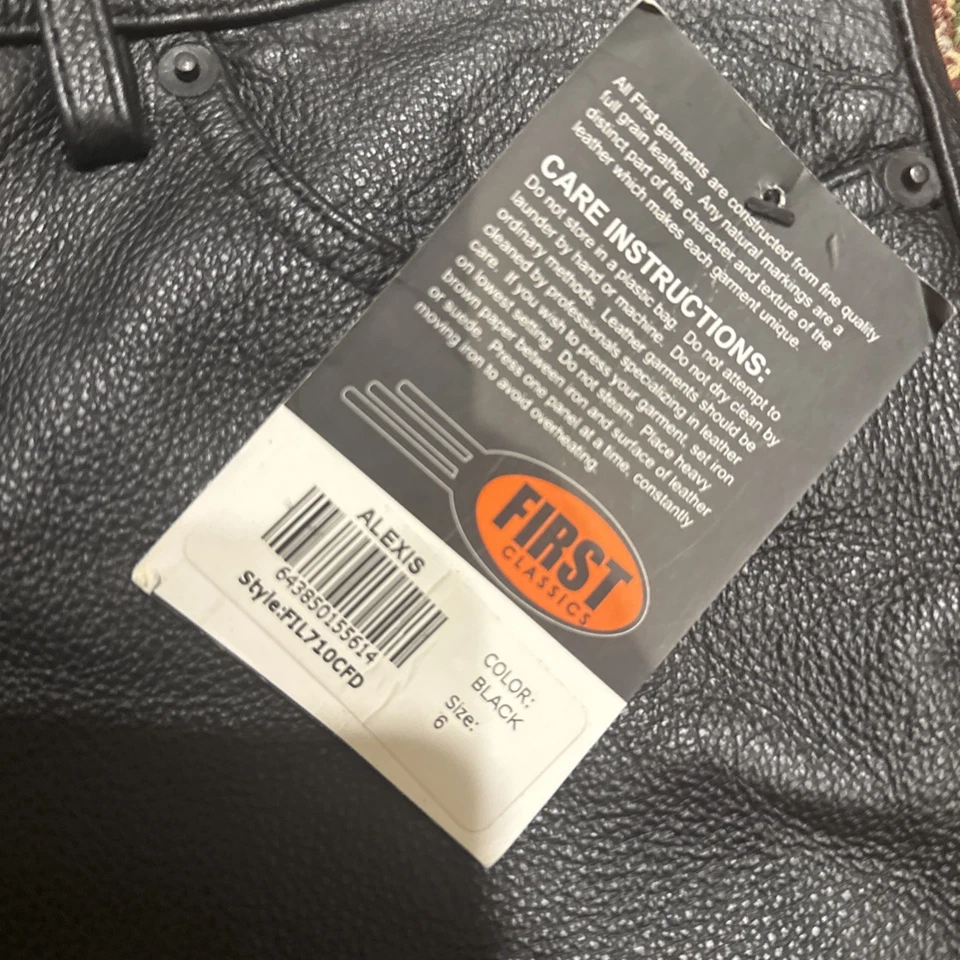 All First garments are constructed from fine quality
full grain leathers. Any natural markings are a
distinct part of the character and texture of the
leather which makes each garment unique.
CARE INSTRUCTIONS:
Do not store in a plastic bag. Do not attempt to
launder by hand or machine. Do not dry clean by
ordinary methods. Leather garments should be
cleaned by professionals specializing in leather
care. If you wish to press your garment, set iron
on lowest setting. Do not steam. Place heavy
brown paper between iron and surface of leather
or suede. Press one panel at a time, constantly
moving iron to avoid overheating.
FIRST
CLASSICS
ALEXIS
643850155614
Style:FIL710CFD
COLOR:
BLACK
Size:
6